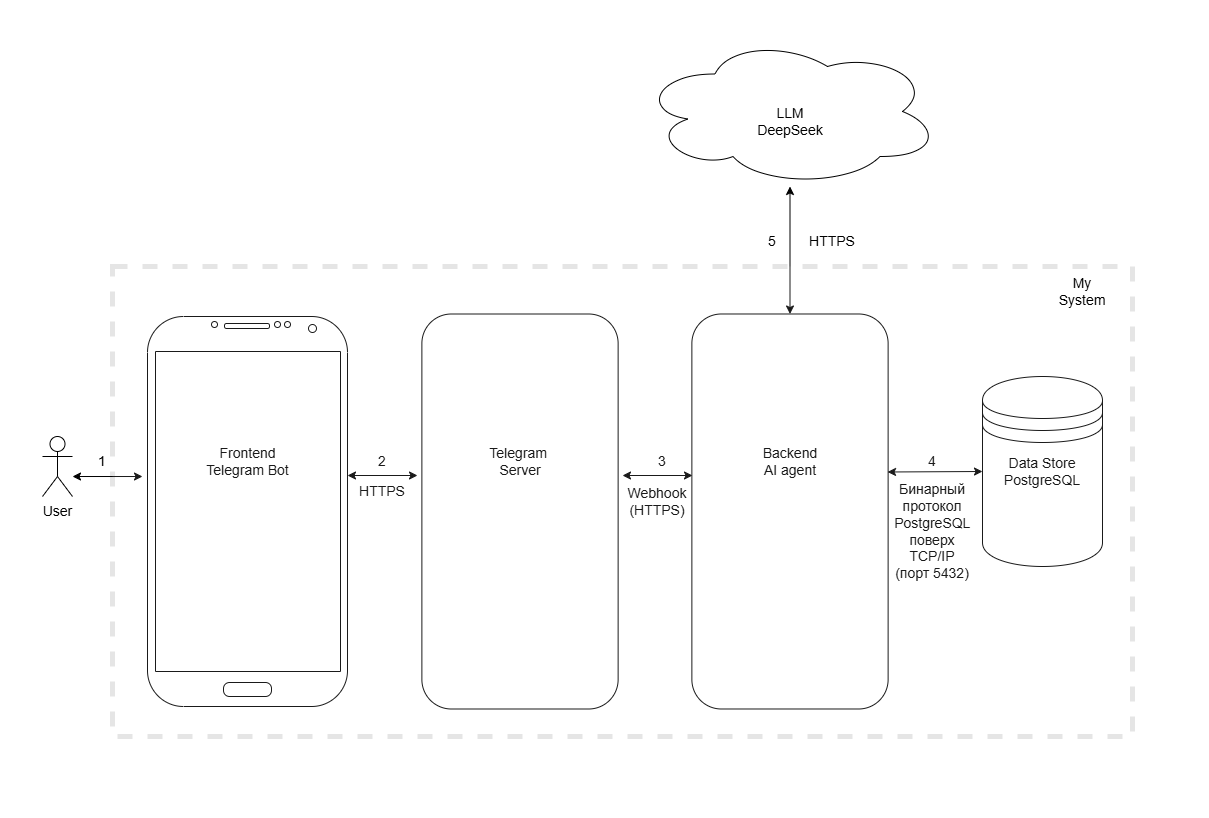 LLM
DeepSeek
5
HTTPS
My
System
User
1
Frontend
Telegram Bot
2
HTTPS
Telegram
Server
3
Webhook
(HTTPS)
Backend
AI agent
4
Бинарный
протокол
PostgreSQL
поверх
TCP/IP
(порт 5432)
Data Store
PostgreSQL